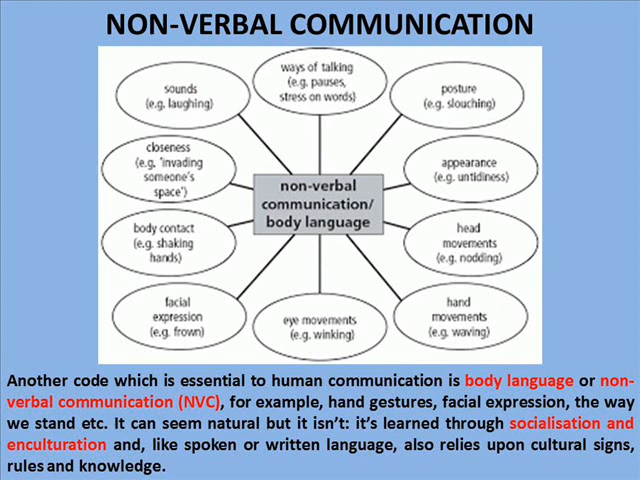 NON-VERBAL COMMUNICATION
ways of talking
(e.g. pauses,
stress on words)
sounds
(e.g. laughing)
posture
(e.g. slouching)
closeness
(e.g. 'invading
someone's
space')
appearance
(e.g. untidiness)
non-verbal
communication/
body language
body contact
(e.g. shaking
hands)
head
movements
(e.g. nodding)
facial
expression
(e.g. frown)
eye movements
(e.g. winking)
hand
movements
(e.g. waving)
Another code which is essential to human communication is body language or non-
verbal communication (NVC), for example, hand gestures, facial expression, the way
we stand etc. It can seem natural but it isn't: it's learned through socialisation and
enculturation and, like spoken or written language, also relies upon cultural signs,
rules and knowledge.